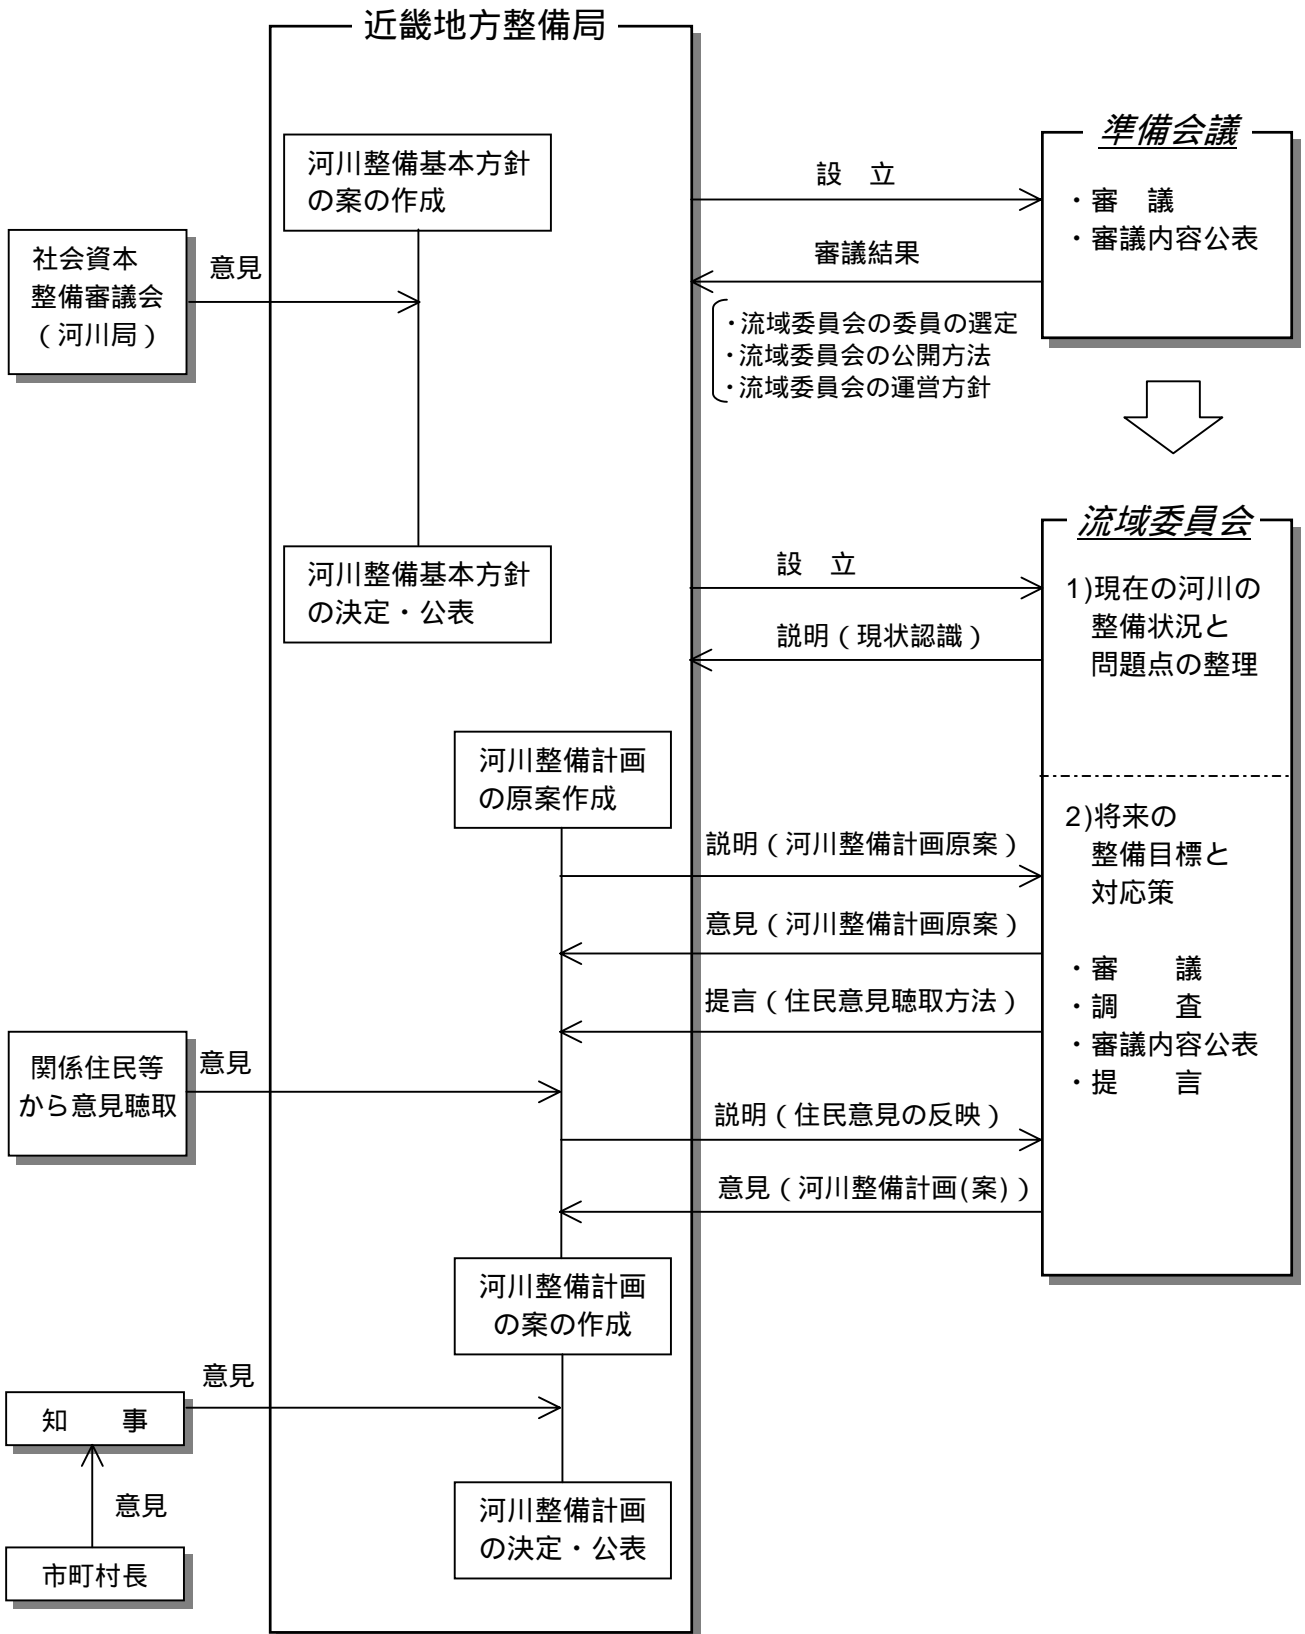 近畿地方整備局
準備会議
河川整備基本方針
の案の作成
設　立
・審　議
・審議内容公表
社会資本
整備審議会
（河川局）
意見
審議結果
・流域委員会の委員の選定
・流域委員会の公開方法
・流域委員会の運営方針
流域委員会
河川整備基本方針
の決定・公表
設　立
1)現在の河川の
整備状況と
問題点の整理
説明（現状認識）
河川整備計画
の原案作成
2)将来の
整備目標と
対応策
説明（河川整備計画原案）
意見（河川整備計画原案）
・審　　議
・調　　査
・審議内容公表
・提　　言
提言（住民意見聴取方法）
関係住民等
から意見聴取
意見
説明（住民意見の反映）
意見（河川整備計画(案)）
河川整備計画
の案の作成
意見
知　　事
意見
市町村長
河川整備計画
の決定・公表